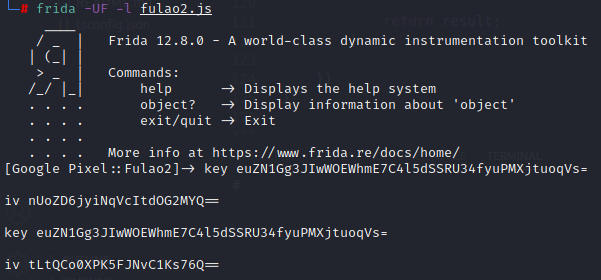 └─# frida -UF -l fulao2.js
     ____
    / _  |   Frida 12.8.0 - A world-class dynamic instrumentation toolkit
   | (_| |
    > _  |   Commands:
   /_/ |_|       help      -> Displays the help system
   . . . .       object?   -> Display information about 'object'
   . . . .       exit/quit -> Exit
   . . . .
   . . . .   More info at https://www.frida.re/docs/home/
[Google Pixel::Fulao2]-> key euZN1Gg3JIwWOEWhmE7C4l5dSSRU34fyuPMXjtuoqVs=
iv nUoZD6jyiNqVcItdOG2MYQ==
key euZN1Gg3JIwWOEWhmE7C4l5dSSRU34fyuPMXjtuoqVs=
iv tLtQCo0XPK5FJNvC1Ks76Q==